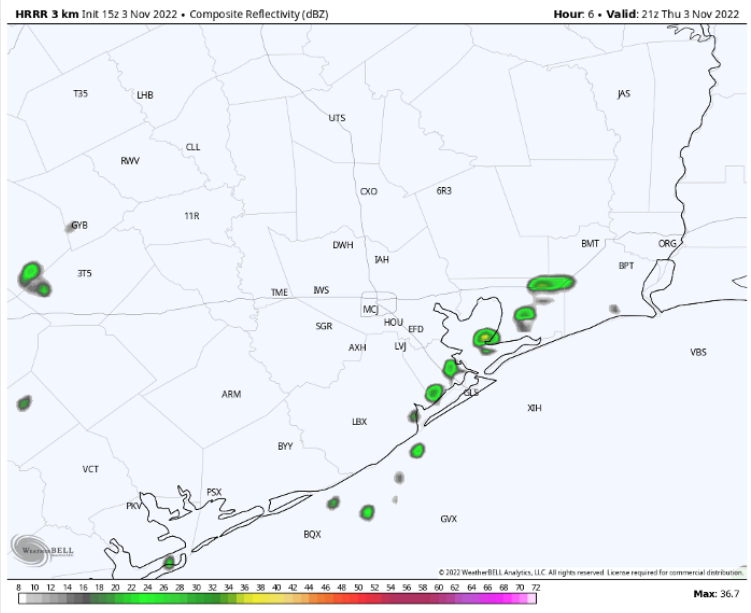 HRRR 3 km Init 15z 3 Nov 2022 • Composite Reflectivity (dBZ) Hour: 6 • Valid: 21z Thu 3 Nov 2022
T35 LHB JAS
UTS
CLL
RWV
CXO 6R3
11R
GYB
DWH BMT ORG
IAH
BPT
3T5
TME IWS
MCJ
SGR HOU EFD
AXH LVJ
VBS
ARM GLS
XIH
LBX
BYY
VCT
PSX
PKV
GVX
BQX
WEATHERBELL
© 2022 WeatherBELL Analytics, LLC. All rights reserved. License required for commercial distribution.
8 10 12 14 16 18 20 22 24 26 28 30 32 34 36 38 40 42 44 46 48 50 52 54 56 58 60 62 64 66 68 70 72
Max: 36.7